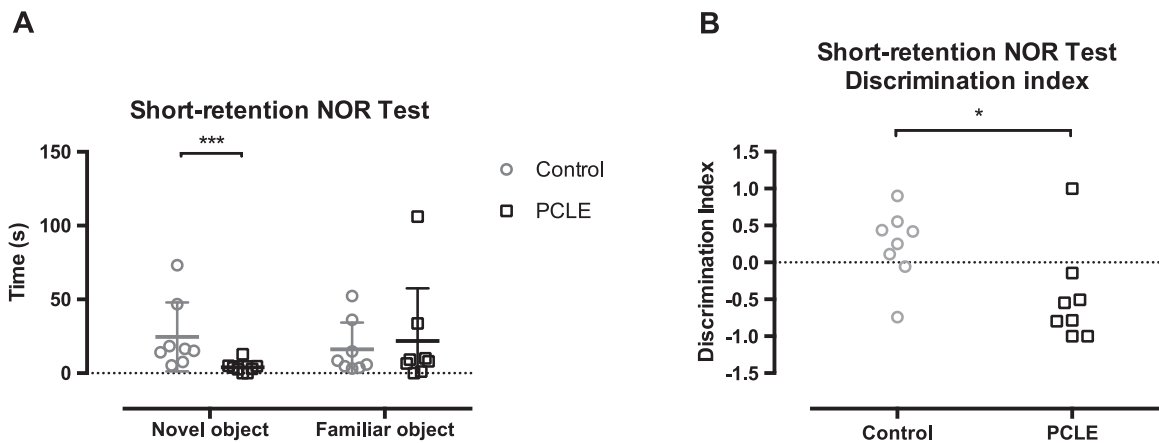 A
Short-retention NOR Test
***
150
100
50
0
Time (s)
Novel object
Familiar object
Control
PCLE
B
Short-retention NOR Test
Discrimination index
*
1.5
1.0
0.5
0.0
-0.5
-1.0
-1.5
Discrimination Index
Control
PCLE